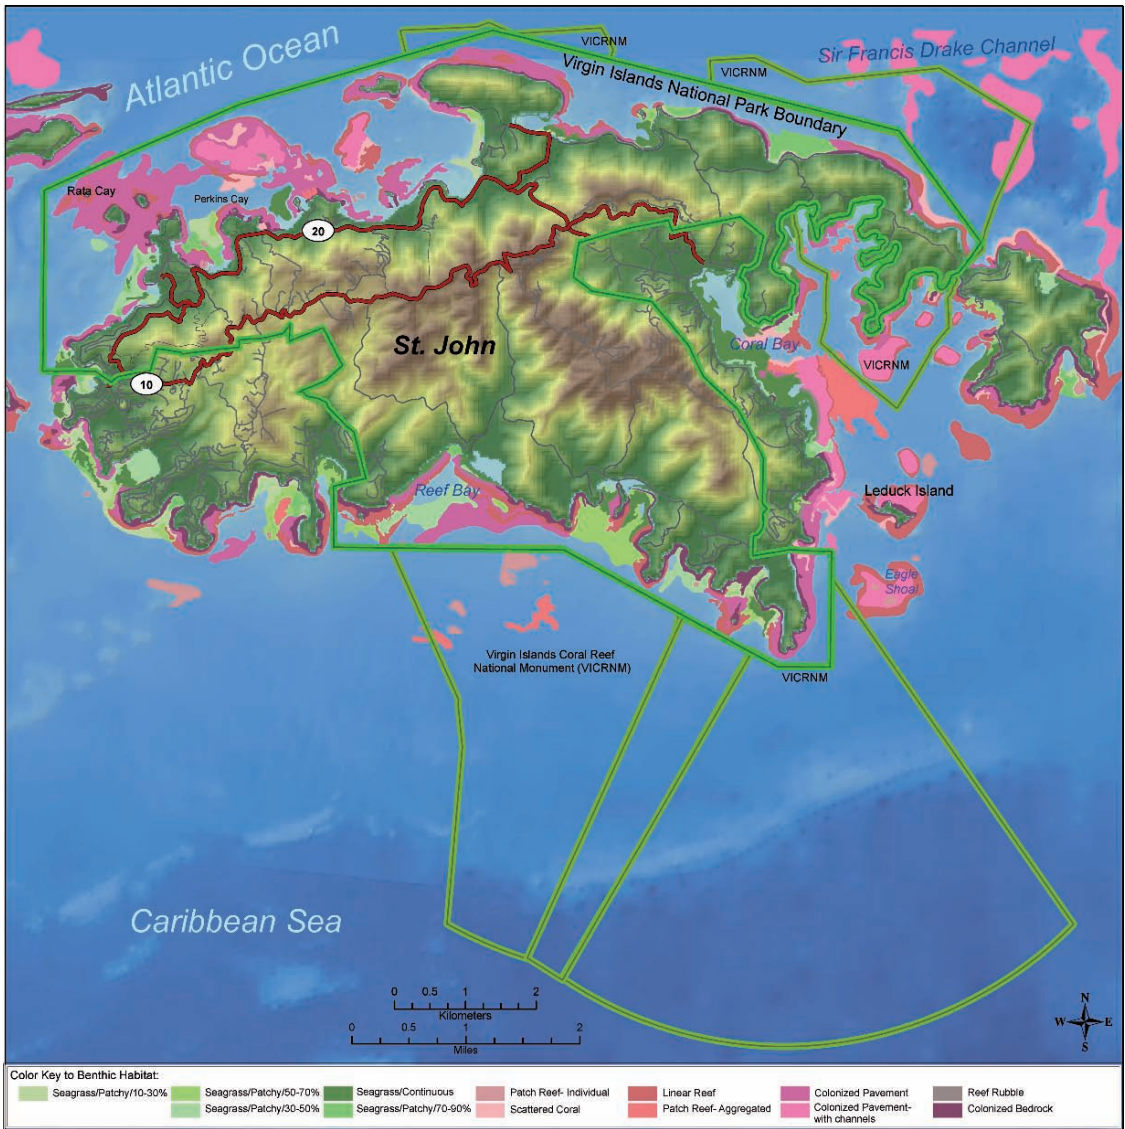 Atlantic Ocean
VICRNM
Sir Francis Drake Channel
VICRNM
Virgin Islands National Park Boundary
Rata Cay
Perkins Cay
20
St. John
Coral Bay
VICRNM
10
Reef Bay
Leduck Island
Eagle
Shoal
Virgin Islands Coral Reef
National Monument (VICRNM)
VICRNM
Caribbean Sea
0 0.5 1 2
Kilometers
0 0.5 1 2
Miles
N
W E
S
Color Key to Benthic Habitat:
Seagrass/Patchy/10-30%
Seagrass/Patchy/50-70%
Seagrass/Patchy/30-50%
Seagrass/Continuous
Seagrass/Patchy/70-90%
Patch Reef- Individual
Scattered Coral
Linear Reef
Patch Reef- Aggregated
Colonized Pavement
Colonized Pavement-
with channels
Reef Rubble
Colonized Bedrock